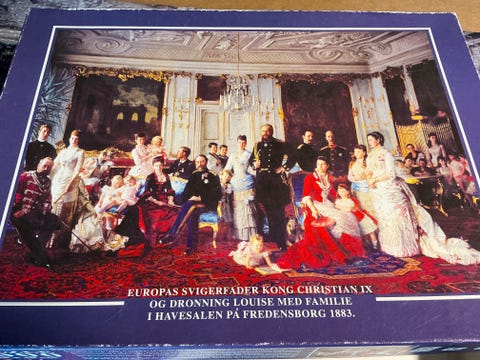 EUROPAS SVIGERFADER KONG CHRISTIAN IX
OG DRONNING LOUISE MED FAMILIE
I HAVESALEN PÅ FREDENSBORG 1883.